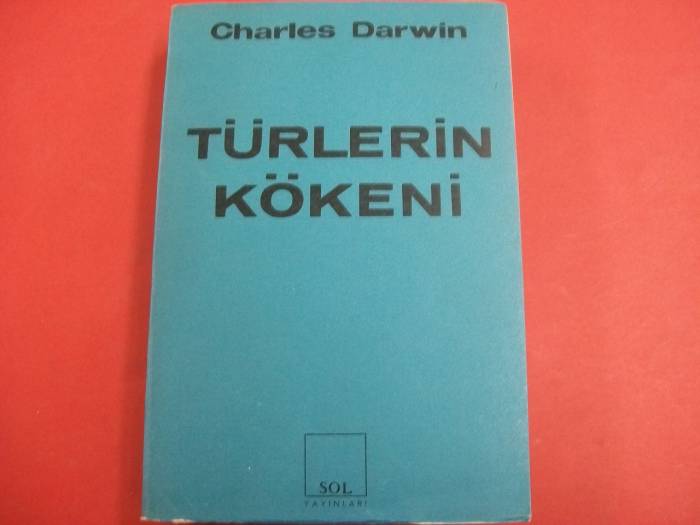 Charles Darwin
TÜRLERİN
KÖKENİ
SOL
YAYINLARI